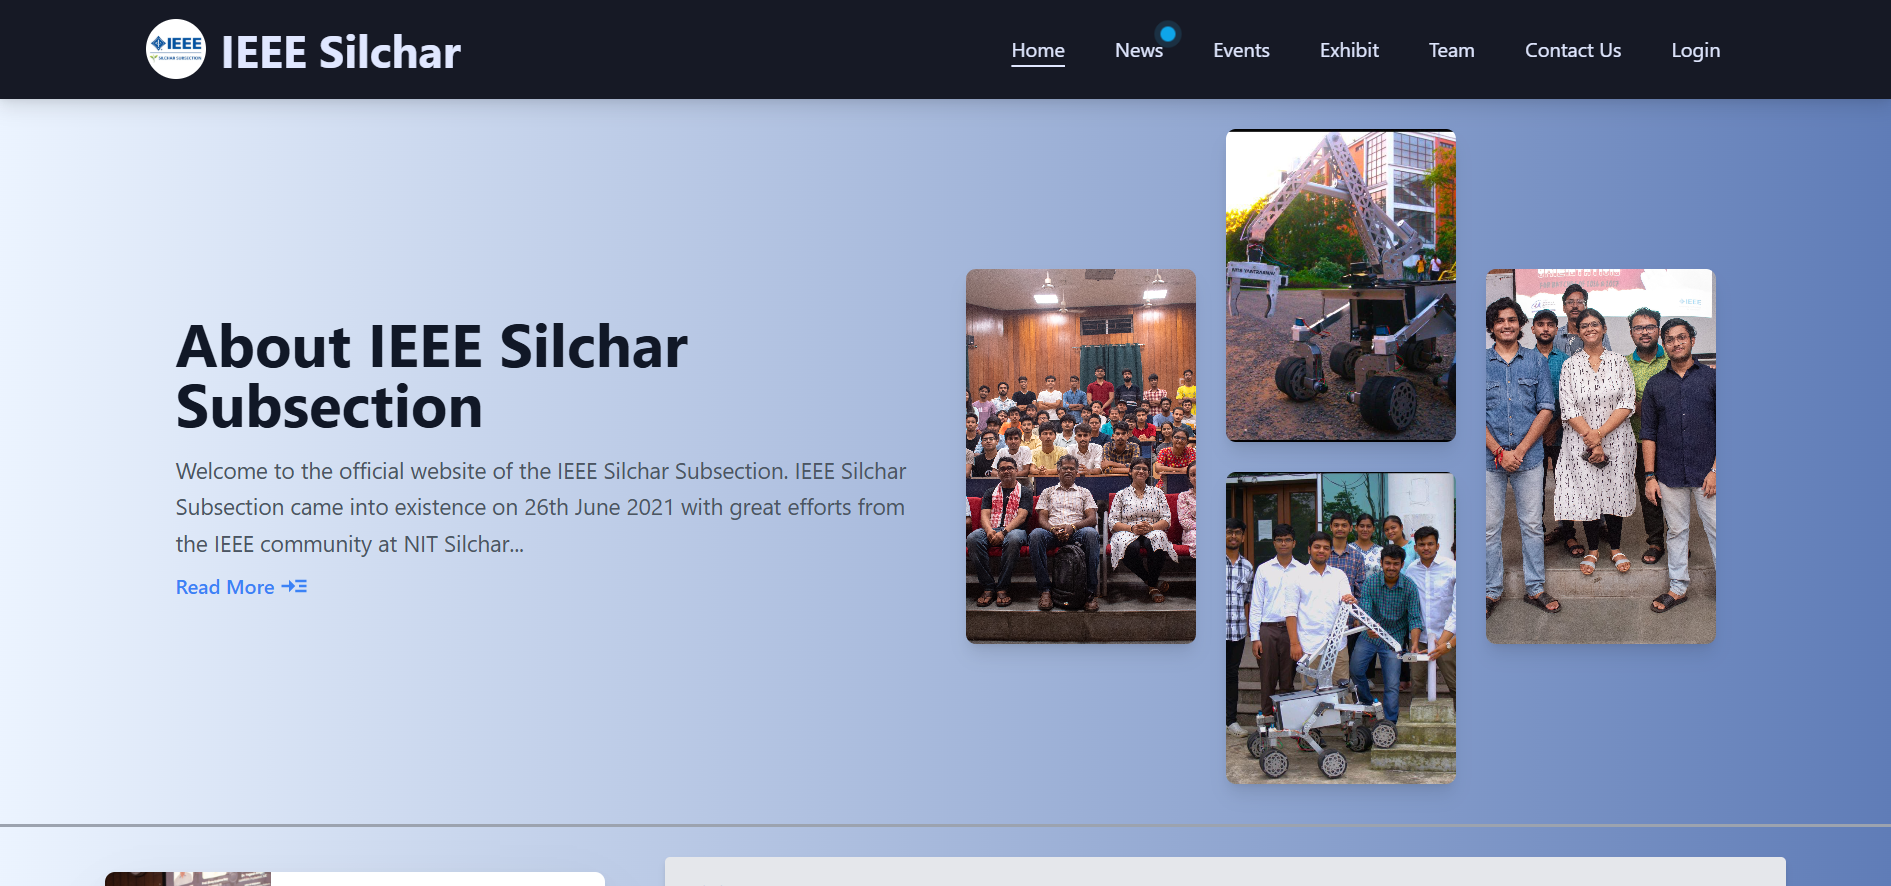 IEEE
SILCHAR SUBSECTION
IEEE Silchar
Home
News
Events
Exhibit
Team
Contact Us
Login
About IEEE Silchar
Subsection
Welcome to the official website of the IEEE Silchar Subsection. IEEE Silchar
Subsection came into existence on 26th June 2021 with great efforts from
the IEEE community at NIT Silchar...
Read More
IEEE